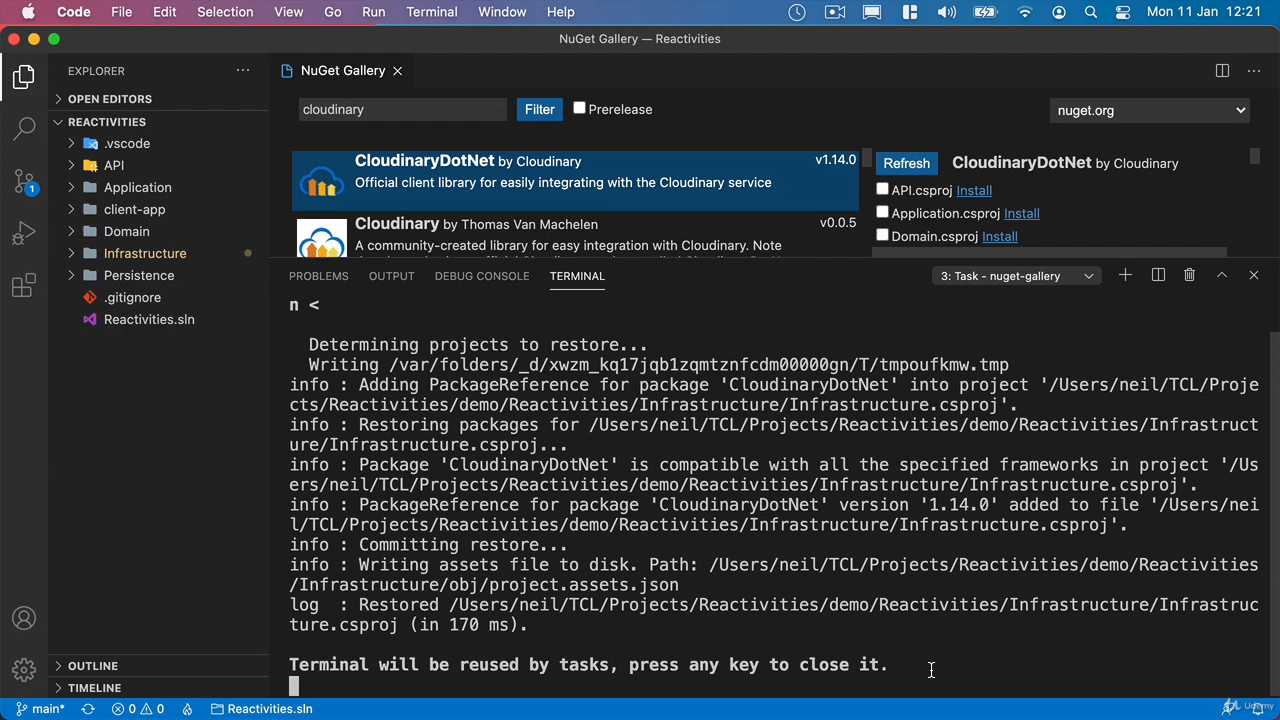 Code File Edit Selection View Go Run Terminal Window Help Mon 11 Jan 12:21
NuGet Gallery — Reactivities
EXPLORER
NuGet Gallery
OPEN EDITORS
REACTIVITIES
.vscode
API
Application
client-app
Domain
Infrastructure
Persistence
.gitignore
Reactivities.sln
OUTLINE
TIMELINE
1
cloudinary
Filter
Prerelease
nuget.org
CloudinaryDotNet by Cloudinary v1.14.0
Official client library for easily integrating with the Cloudinary service
Cloudinary by Thomas Van Machelen v0.0.5
A community-created library for easy integration with Cloudinary. Note
Refresh CloudinaryDotNet by Cloudinary
API.csproj Install
Application.csproj Install
Domain.csproj Install
PROBLEMS OUTPUT DEBUG CONSOLE TERMINAL 3: Task - nuget-gallery
n <
Determining projects to restore...
Writing /var/folders/_d/xwzm_kq17jqb1zqmtznfcdm00000gn/T/tmpoufkmw.tmp
info : Adding PackageReference for package 'CloudinaryDotNet' into project '/Users/neil/TCL/Proje
cts/Reactivities/demo/Reactivities/Infrastructure/Infrastructure.csproj'.
info : Restoring packages for /Users/neil/TCL/Projects/Reactivities/demo/Reactivities/Infrastruct
ure/Infrastructure.csproj...
info : Package 'CloudinaryDotNet' is compatible with all the specified frameworks in project '/Us
ers/neil/TCL/Projects/Reactivities/demo/Reactivities/Infrastructure/Infrastructure.csproj'.
info : PackageReference for package 'CloudinaryDotNet' version '1.14.0' added to file '/Users/nei
l/TCL/Projects/Reactivities/demo/Reactivities/Infrastructure/Infrastructure.csproj'.
info : Committing restore...
info : Writing assets file to disk. Path: /Users/neil/TCL/Projects/Reactivities/demo/Reactivities
/Infrastructure/obj/project.assets.json
log  : Restored /Users/neil/TCL/Projects/Reactivities/demo/Reactivities/Infrastructure/Infrastruc
ture.csproj (in 170 ms).
Terminal will be reused by tasks, press any key to close it.
main* 0 0 Reactivities.sln
Udemy